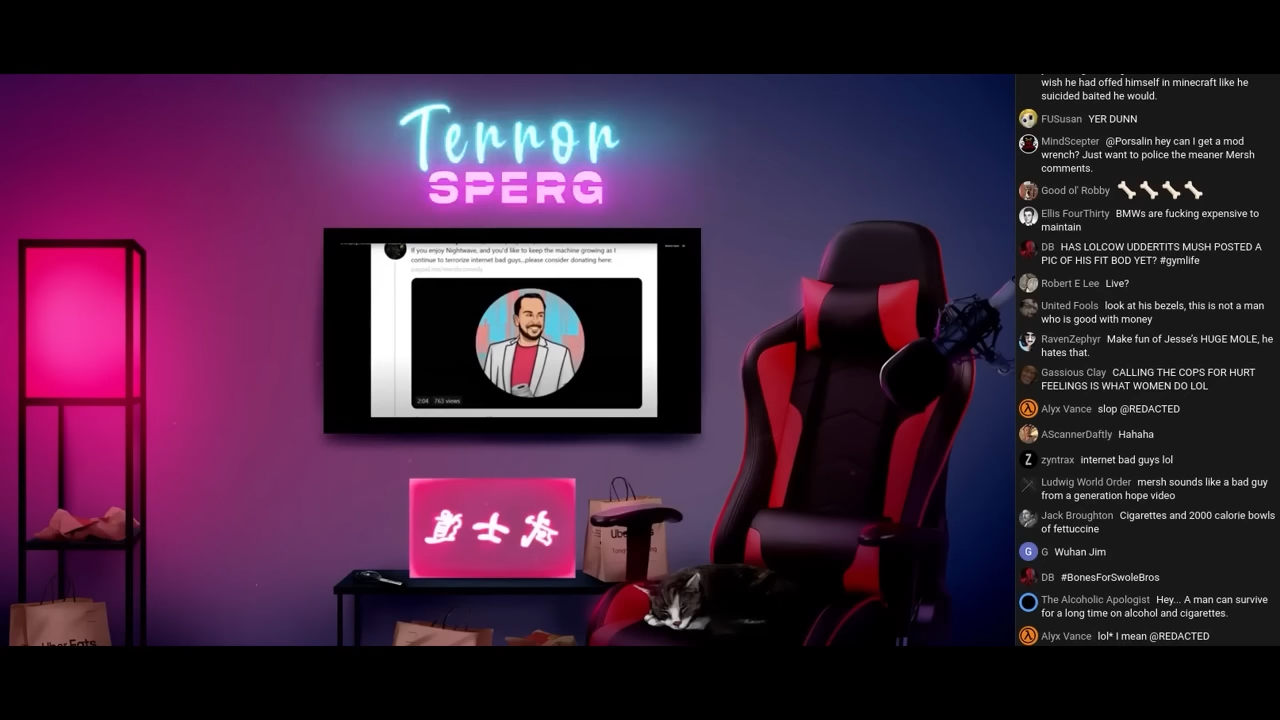 Terror
SPERG
If you enjoy Nightwave, and you'd like to keep the machine growing as I
continue to terrorize internet bad guys...please consider donating here:
2:04 763 views
Uber
Uber Eats
wish he had offed himself in minecraft like he
suicided baited he would.
FUSusan YER DUNN
MindScepter @Porsalin hey can I get a mod
wrench? Just want to police the meaner Mersh
comments.
Good ol' Robby
Ellis FourThirty BMWs are fucking expensive to
maintain
DB HAS LOLCOW UDDERTITS MUSH POSTED A
PIC OF HIS FIT BOD YET? #gymlife
Robert E Lee Live?
United Fools look at his bezels, this is not a man
who is good with money
RavenZephyr Make fun of Jesse's HUGE MOLE, he
hates that.
Gassious Clay CALLING THE COPS FOR HURT
FEELINGS IS WHAT WOMEN DO LOL
Alyx Vance slop @REDACTED
AScannerDaftly Hahaha
Z
zyntrax internet bad guys lol
Ludwig World Order mersh sounds like a bad guy
from a generation hope video
Jack Broughton Cigarettes and 2000 calorie bowls
of fettuccine
G
G Wuhan Jim
DB #BonesForSwoleBros
The Alcoholic Apologist Hey... A man can survive
for a long time on alcohol and cigarettes.
Alyx Vance lol* I mean @REDACTED